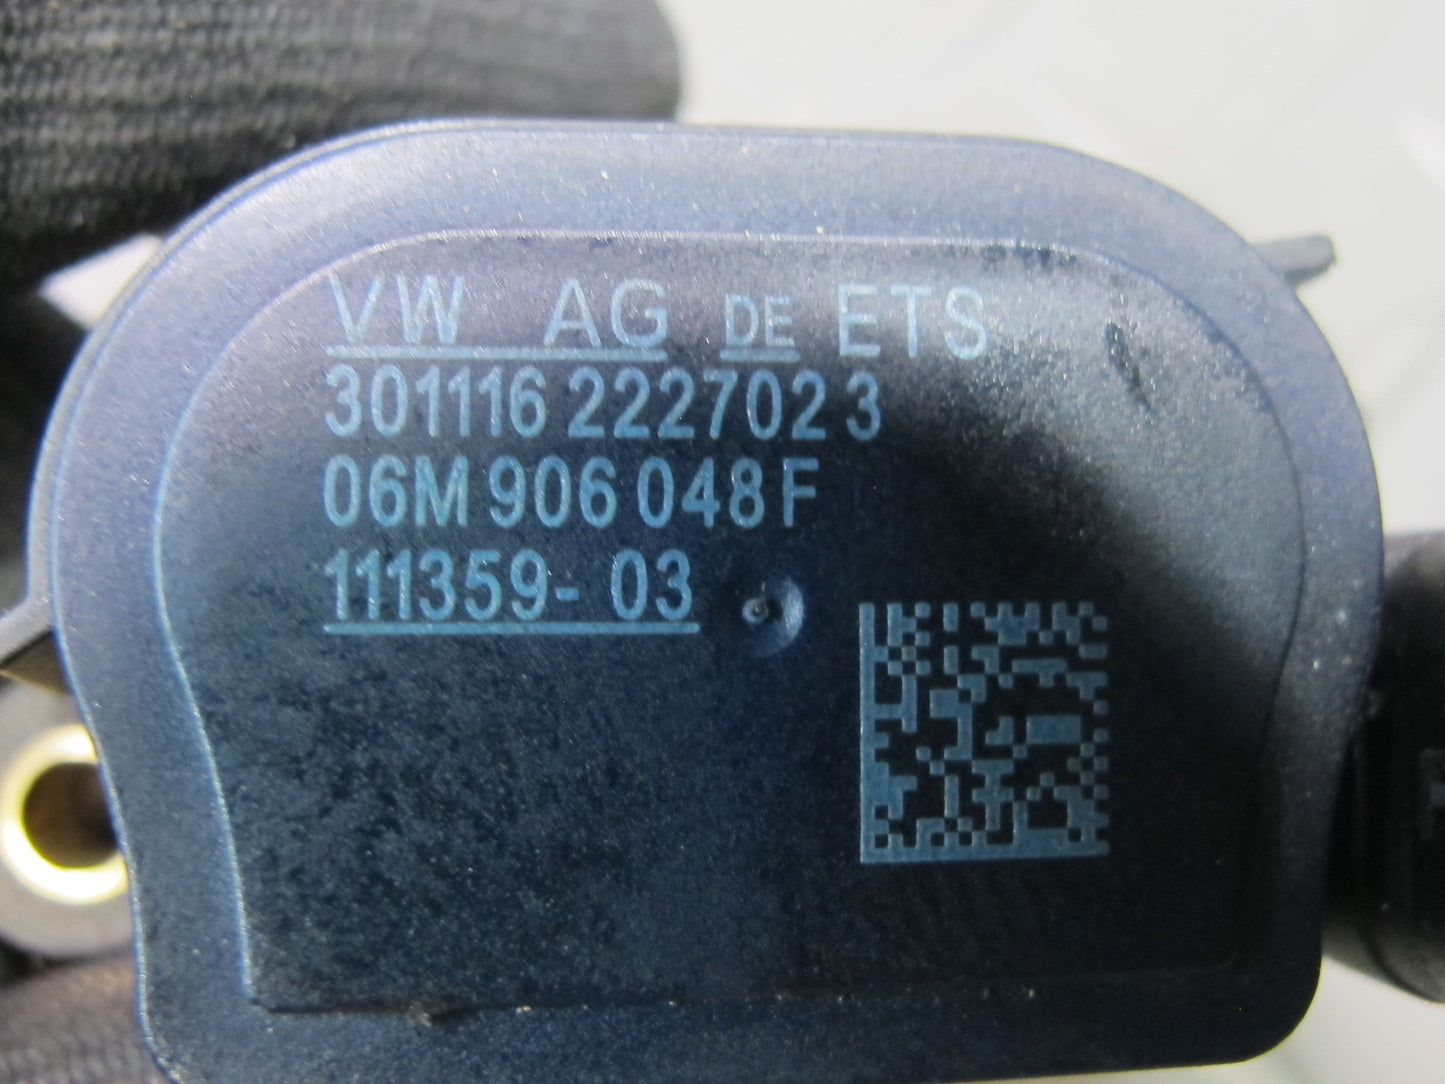 VW AG DE ETS
301116 2227023
06M 906 048 F
111359- 03